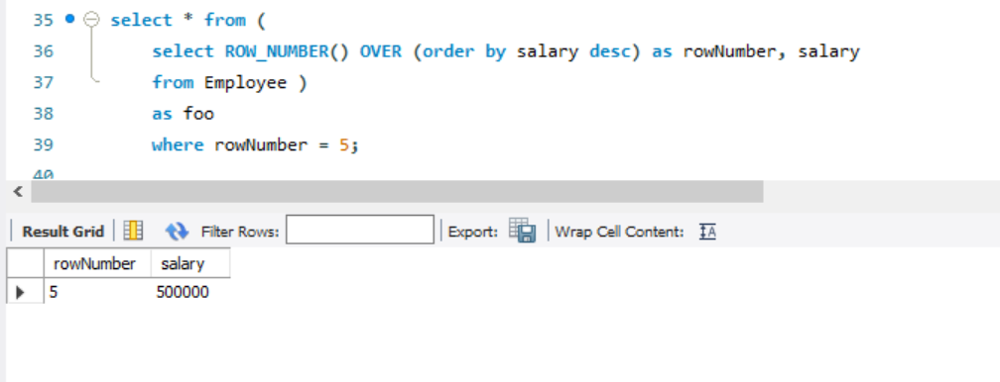 35 select * from (
36 select ROW_NUMBER() OVER (order by salary desc) as rowNumber, salary
37 from Employee )
38 as foo
39 where rowNumber = 5;
40
Result Grid Filter Rows: Export: Wrap Cell Content: IA
rowNumber salary
5 500000